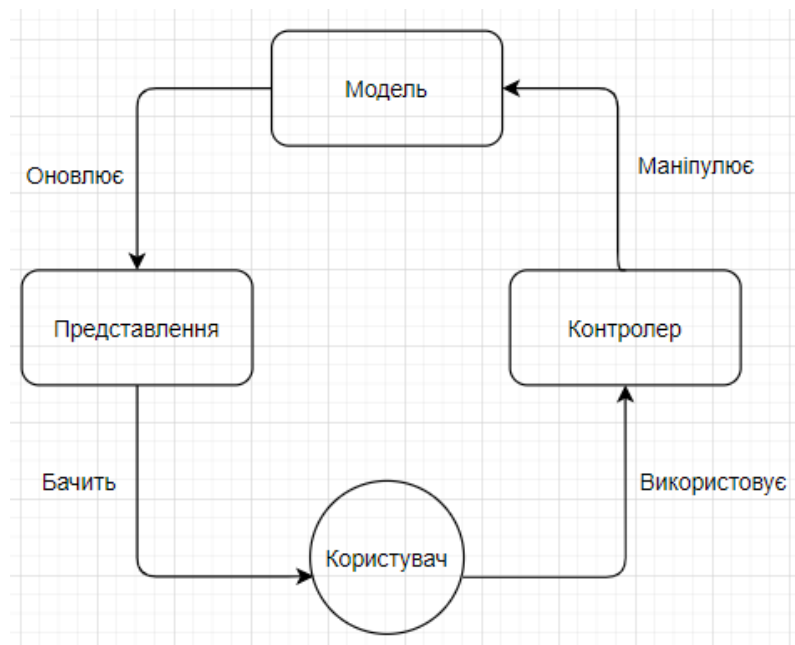 Модель
Оновлює
Маніпулює
Представлення
Контролер
Бачить
Використовує
Користувач